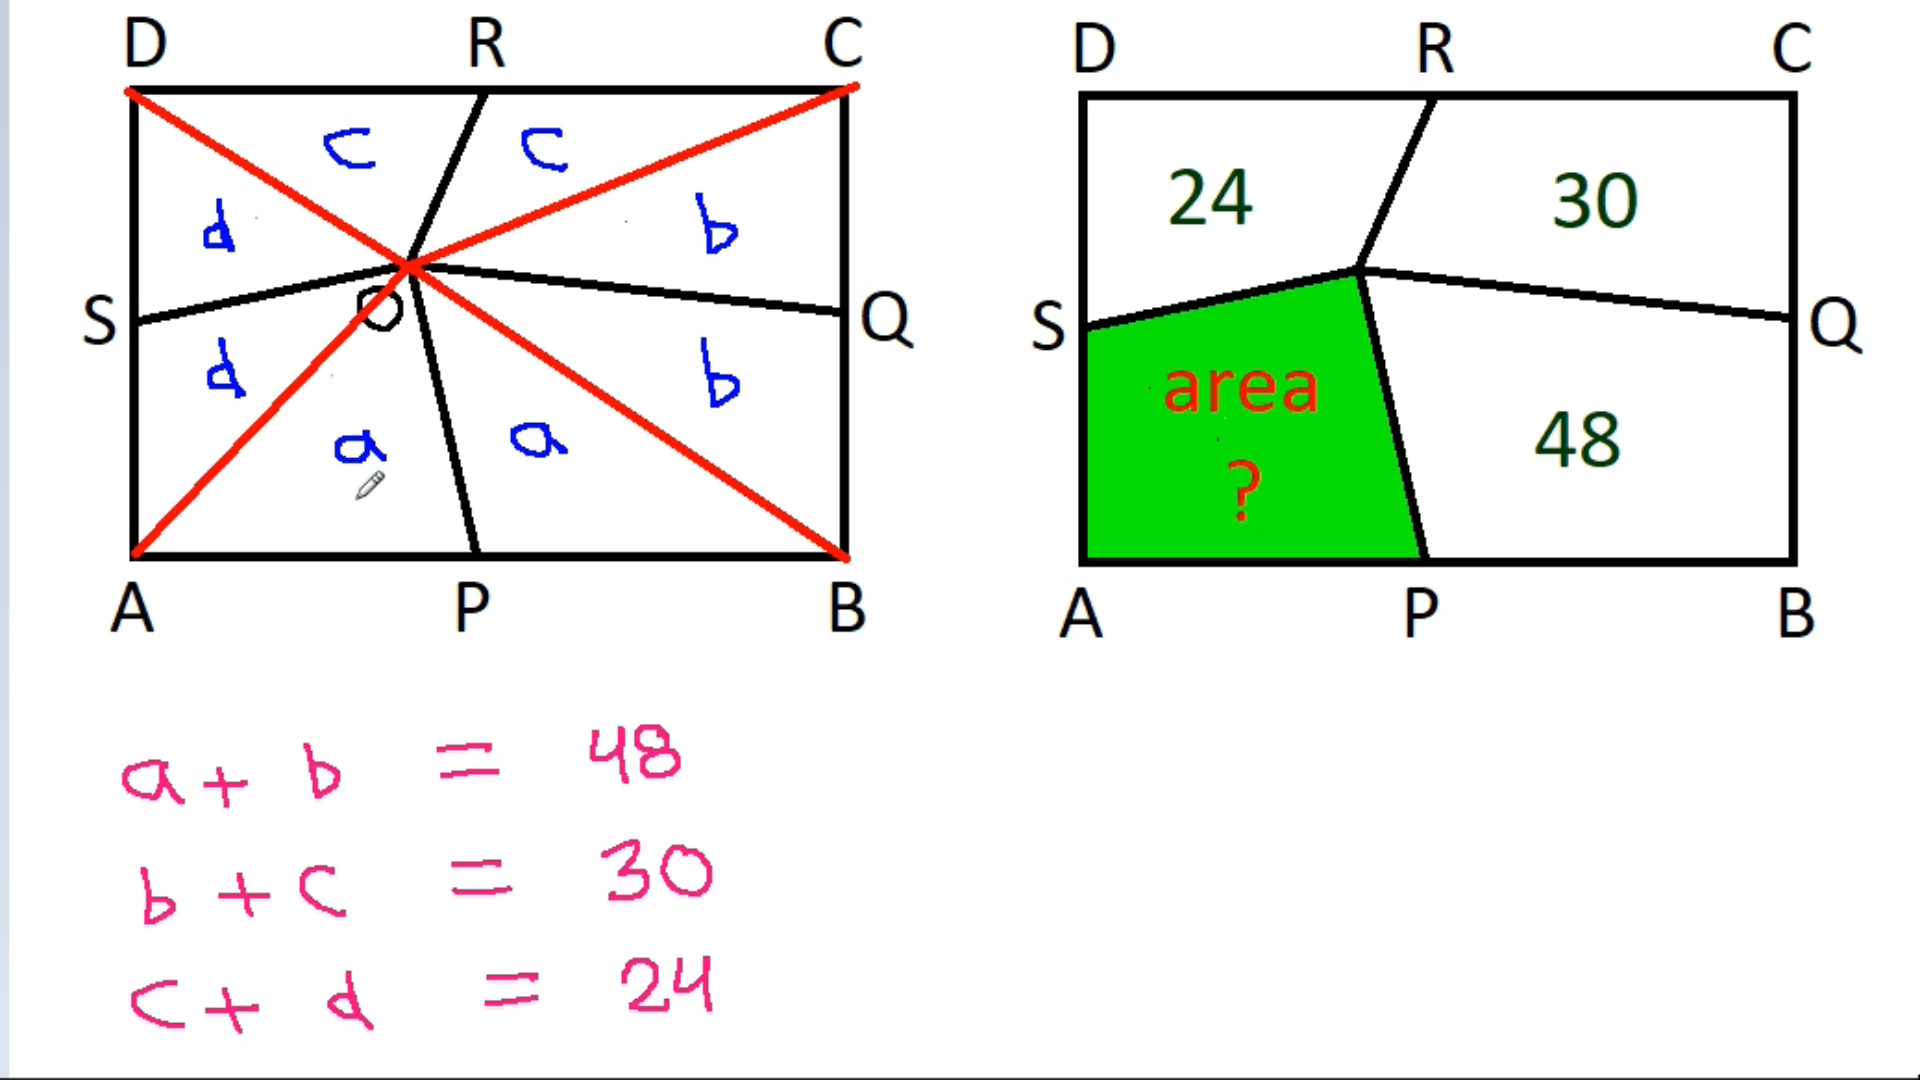 D R C
c c
d b
S O Q
d b
a a
A P B
D R C
24 30
S Q
area
?
48
A P B
a + b = 48
b + c = 30
c + d = 24